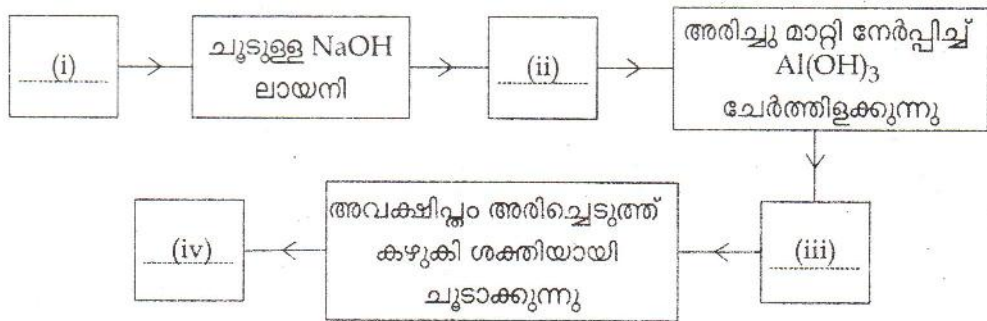 (i)
ചൂടുള്ള NaOH
ലായനി
(ii)
അരിച്ചു മാറ്റി നേർപ്പിച്ച്
Al(OH)3
ചേർത്തിളക്കുന്നു
(iii)
അവക്ഷിപ്തം അരിച്ചെടുത്ത്
കഴുകി ശക്തിയായി
ചൂടാക്കുന്നു
(iv)